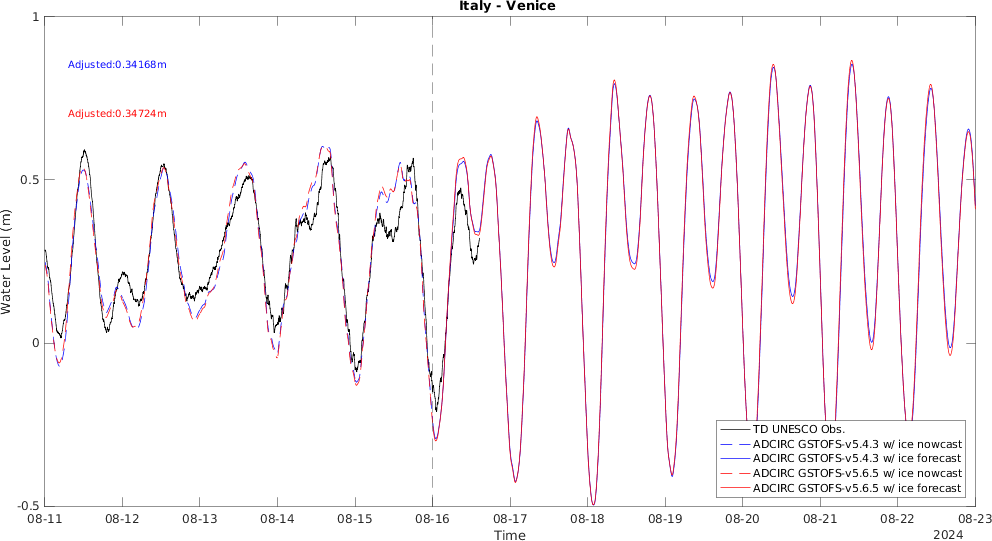 Italy - Venice
Adjusted:0.34168m
Adjusted:0.34724m
Water Level (m)
1
0.5
0
-0.5
08-11 08-12 08-13 08-14 08-15 08-16 08-17 08-18 08-19 08-20 08-21 08-22 08-23
Time
2024
TD UNESCO Obs.
ADCIRC GSTOFS-v5.4.3 w/ ice nowcast
ADCIRC GSTOFS-v5.4.3 w/ ice forecast
ADCIRC GSTOFS-v5.6.5 w/ ice nowcast
ADCIRC GSTOFS-v5.6.5 w/ ice forecast